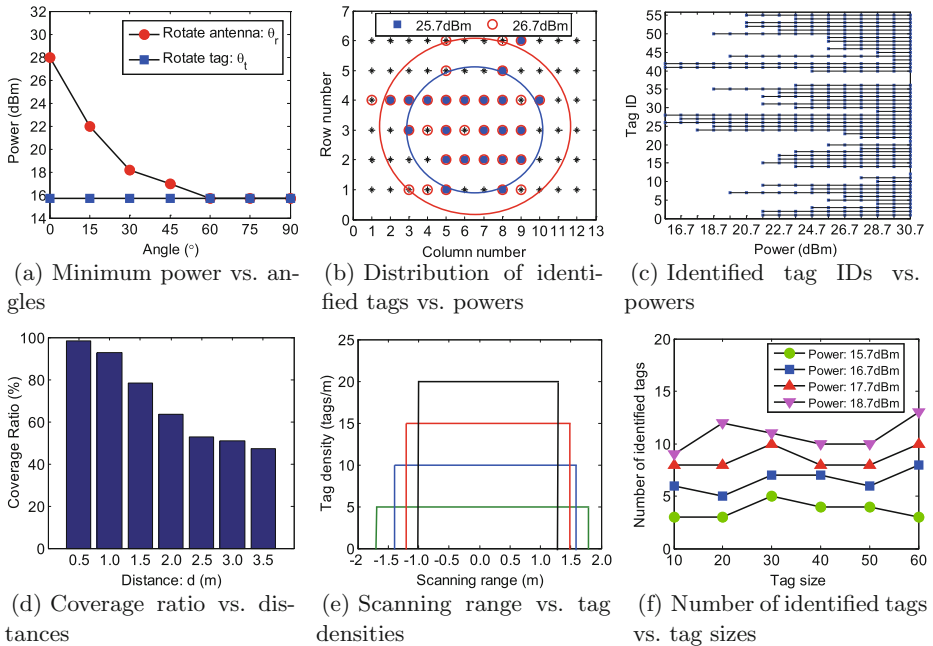 32
30
28
26
24
22
20
18
16
14
Power (dBm)
0 15 30 45 60 75 90
Angle (°)
Rotate antenna: θr
Rotate tag: θt
(a) Minimum power vs. an-
gles
7
6
5
4
3
2
1
0
Row number
0 1 2 3 4 5 6 7 8 9 10 11 12 13
Column number
25.7dBm 26.7dBm
(b) Distribution of identi-
fied tags vs. powers
55
50
45
40
35
30
25
20
15
10
5
0
Tag ID
16.7 18.7 20.7 22.7 24.7 26.7 28.7 30.7
Power (dBm)
(c) Identified tag IDs vs.
powers
100
80
60
40
20
0
Coverage Ratio (%)
0.5 1.0 1.5 2.0 2.5 3.0 3.5
Distance: d (m)
(d) Coverage ratio vs. dis-
tances
25
20
15
10
5
0
Tag density (tags/m)
-2 -1.5 -1.0 -0.5 0.0 0.5 1.0 1.5 2.0
Scanning range (m)
(e) Scanning range vs. tag
densities
20
15
10
5
0
Number of identified tags
10 20 30 40 50 60
Tag size
Power: 15.7dBm
Power: 16.7dBm
Power: 17.7dBm
Power: 18.7dBm
(f) Number of identified tags
vs. tag sizes